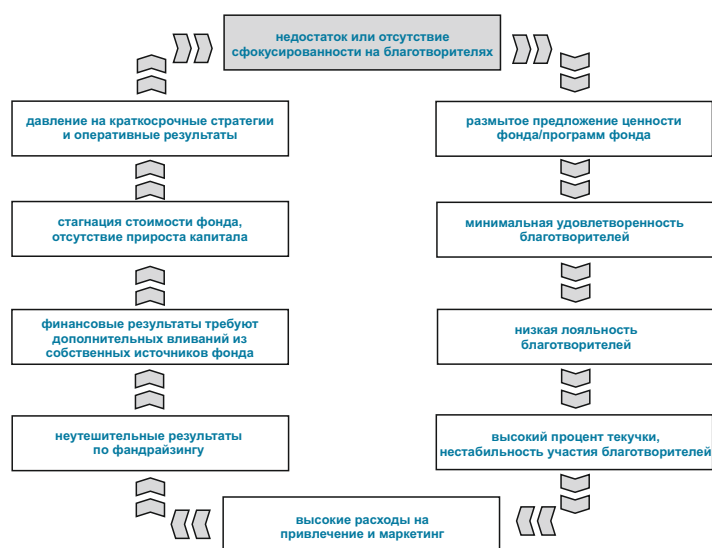 недостаток или отсутствие
сфокусированности на благотворителях
давление на краткосрочные стратегии
и оперативные результаты
размытое предложение ценности
фонда/программ фонда
стагнация стоимости фонда,
отсутствие прироста капитала
минимальная удовлетворенность
благотворителей
финансовые результаты требуют
дополнительных вливаний из
собственных источников фонда
низкая лояльность
благотворителей
неутешительные результаты
по фандрайзингу
высокий процент текучки,
нестабильность участия благотворителей
высокие расходы на
привлечение и маркетинг